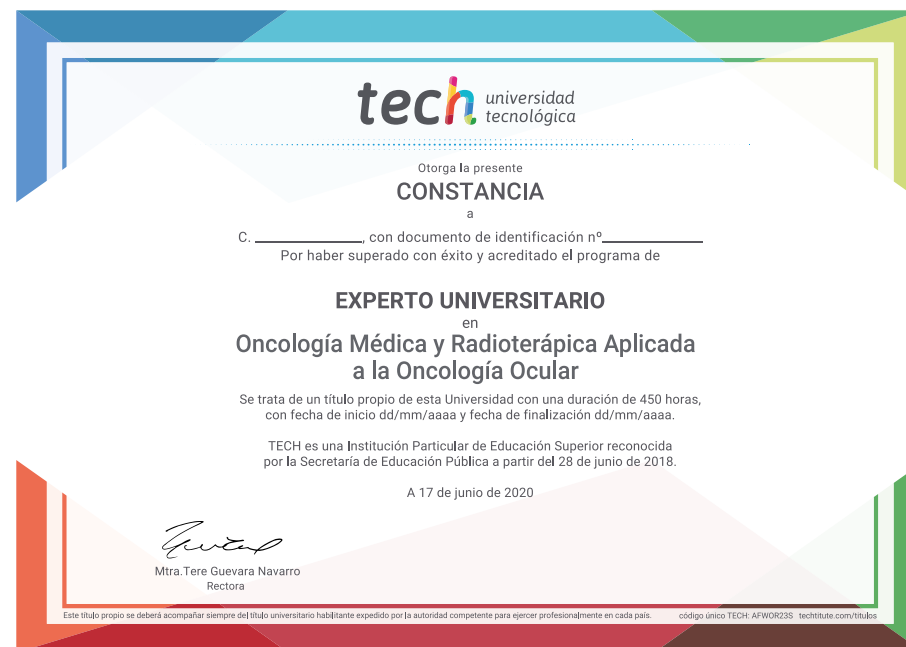 tech universidad
tecnológica
Otorga la presente
CONSTANCIA
a
C. ____________, con documento de identificación nº____________
Por haber superado con éxito y acreditado el programa de
EXPERTO UNIVERSITARIO
en
Oncología Médica y Radioterápica Aplicada
a la Oncología Ocular
Se trata de un título propio de esta Universidad con una duración de 450 horas,
con fecha de inicio dd/mm/aaaa y fecha de finalización dd/mm/aaaa.
TECH es una Institución Particular de Educación Superior reconocida
por la Secretaría de Educación Pública a partir del 28 de junio de 2018.
A 17 de junio de 2020
Mtra.Tere Guevara Navarro
Rectora
Este título propio se deberá acompañar siempre del título universitario habilitante expedido por la autoridad competente para ejercer profesionalmente en cada país. código único TECH: AFWOR23S techtitute.com/titulos